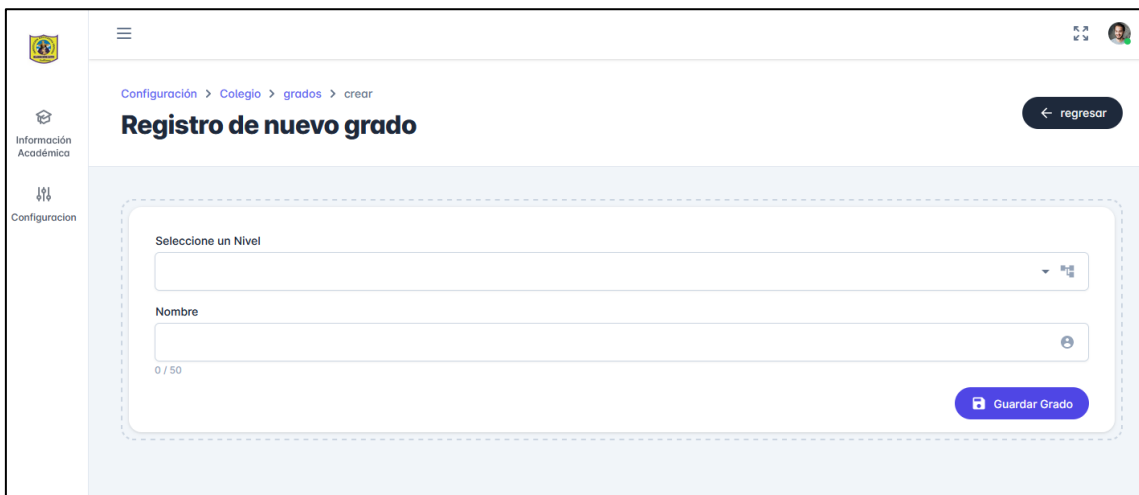 Configuración > Colegio > grados > crear
Registro de nuevo grado
← regresar
Información
Académica
Configuracion
Seleccione un Nivel
Nombre
0 / 50
Guardar Grado